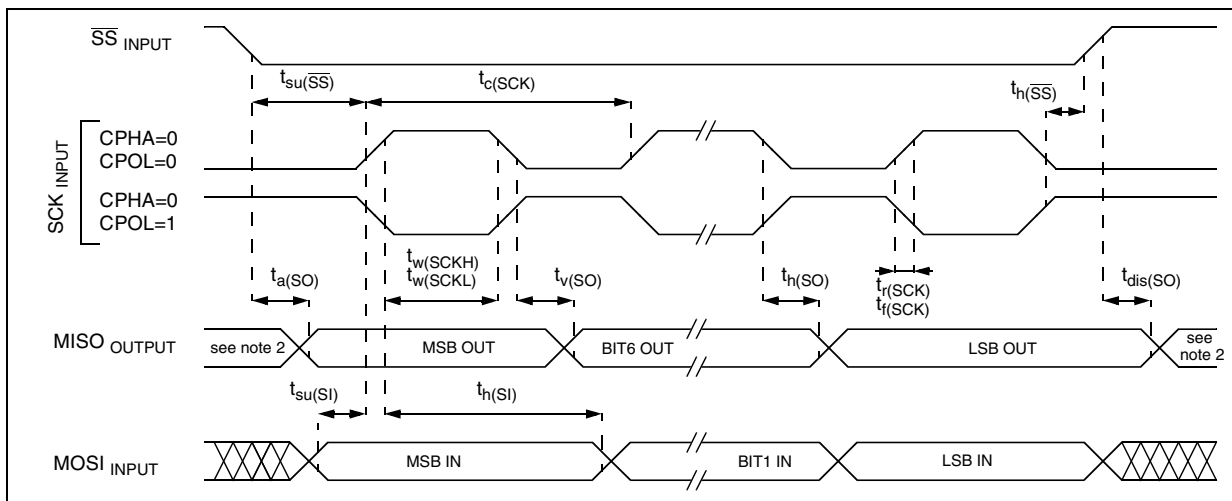 SS INPUT
tsu(SS)
tc(SCK)
th(SS)
SCK INPUT
CPHA=0
CPOL=0
CPHA=0
CPOL=1
ta(SO)
tw(SCKH)
tw(SCKL)
tv(SO)
th(SO)
tr(SCK)
tf(SCK)
tdis(SO)
MISO OUTPUT
see note 2
MSB OUT
BIT6 OUT
LSB OUT
see
note 2
tsu(SI)
th(SI)
MOSI INPUT
MSB IN
BIT1 IN
LSB IN